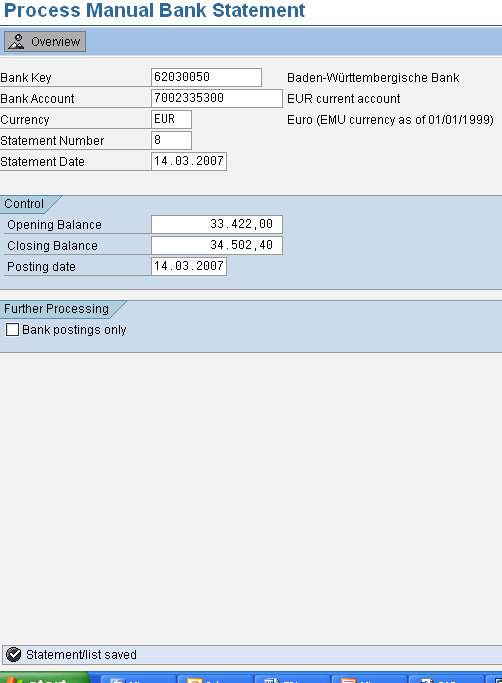 Process Manual Bank Statement
Overview
Bank Key 62030050 Baden-Württembergische Bank
Bank Account 7002335300 EUR current account
Currency EUR Euro (EMU currency as of 01/01/1999)
Statement Number 8
Statement Date 14.03.2007
Control
Opening Balance 33.422,00
Closing Balance 34.502,40
Posting date 14.03.2007
Further Processing
Bank postings only
Statement/list saved
start